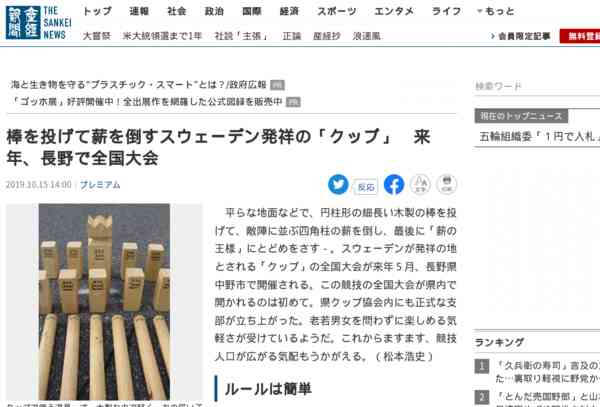 産経新聞
THE SANKEI NEWS
トップ 速報 社会 政治 国際 経済 スポーツ エンタメ ライフ もっと
大嘗祭 米大統領選まで1年 社説「主張」 正論 産経抄 浪速風
会員限定記事
無料登録
海と生き物を守る“プラスチック・スマート”とは？/政府広報 PR
「ゴッホ展」好評開催中！全出展作を網羅した公式図録を販売中 PR
検索ワード
現在のトップニュース
五輪組織委「１円で人札」
棒を投げて薪を倒すスウェーデン発祥の「クッブ」　来
年、長野で全国大会
2019.10.15 14:00 プレミアム
反応
文字
印刷
平らな地面などで、円柱形の細長い木製の棒を投
げて、敵陣に並ぶ四角柱の薪を倒し、最後に「薪の
王様」にとどめをさす－。スウェーデンが発祥の地
とされる「クッブ」の全国大会が来年５月、長野県
中野市で開催される。この競技の全国大会が県内で
開かれるのは初めて。県クッブ協会内にも正式な支
部が立ち上がった。老若男女を問わずに楽しめる気
軽さが受けているようだ。これからますます、競技
人口が広がる気配もうかがえる。（松本浩史）
ルールは簡単
ランキング
1 「久兵衛の寿司」言及の
た…裏取り軽視に野党か
2 「とんだ売国野郎」と山